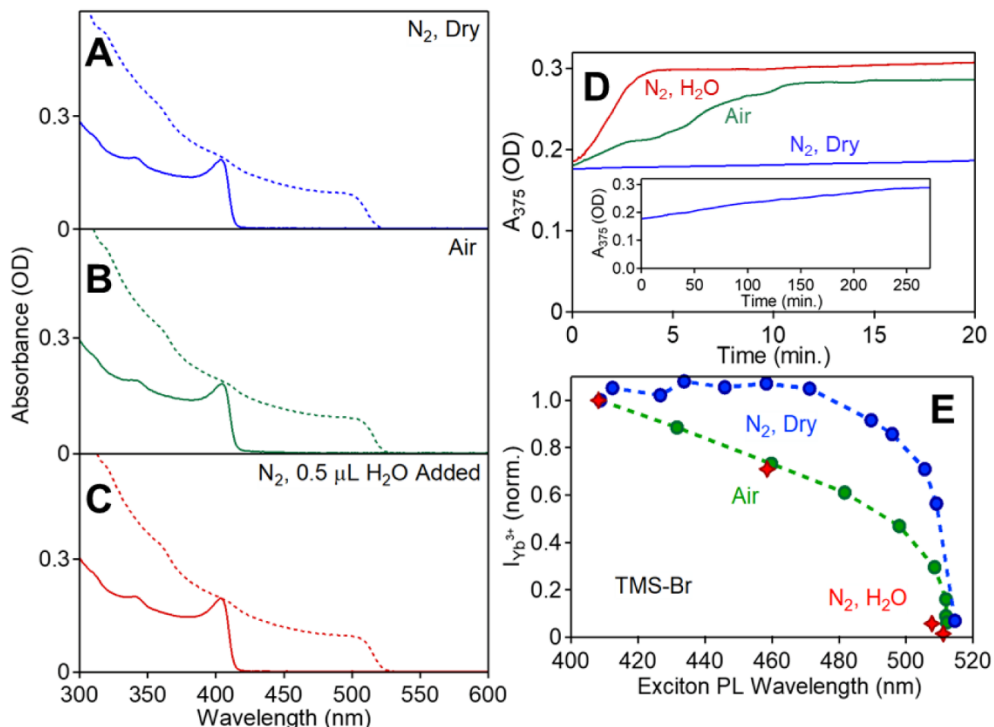 A
N₂, Dry
0.3
0
B
Air
0.3
0
C
N₂, 0.5 μL H₂O Added
0.3
0
300 350 400 450 500 550 600
Wavelength (nm)
Absorbance (OD)
D
N₂, H₂O
Air
N₂, Dry
0.3
0.2
0.1
0
A₃₇₅ (OD)
0.3
0.2
0.1
0.0
A₃₇₅ (OD)
0 50 100 150 200 250
Time (min.)
0 5 10 15 20
Time (min.)
E
N₂, Dry
Air
N₂, H₂O
TMS-Br
1.0
0.8
0.6
0.4
0.2
0
I_Yb³⁺ (norm.)
400 420 440 460 480 500 520
Exciton PL Wavelength (nm)